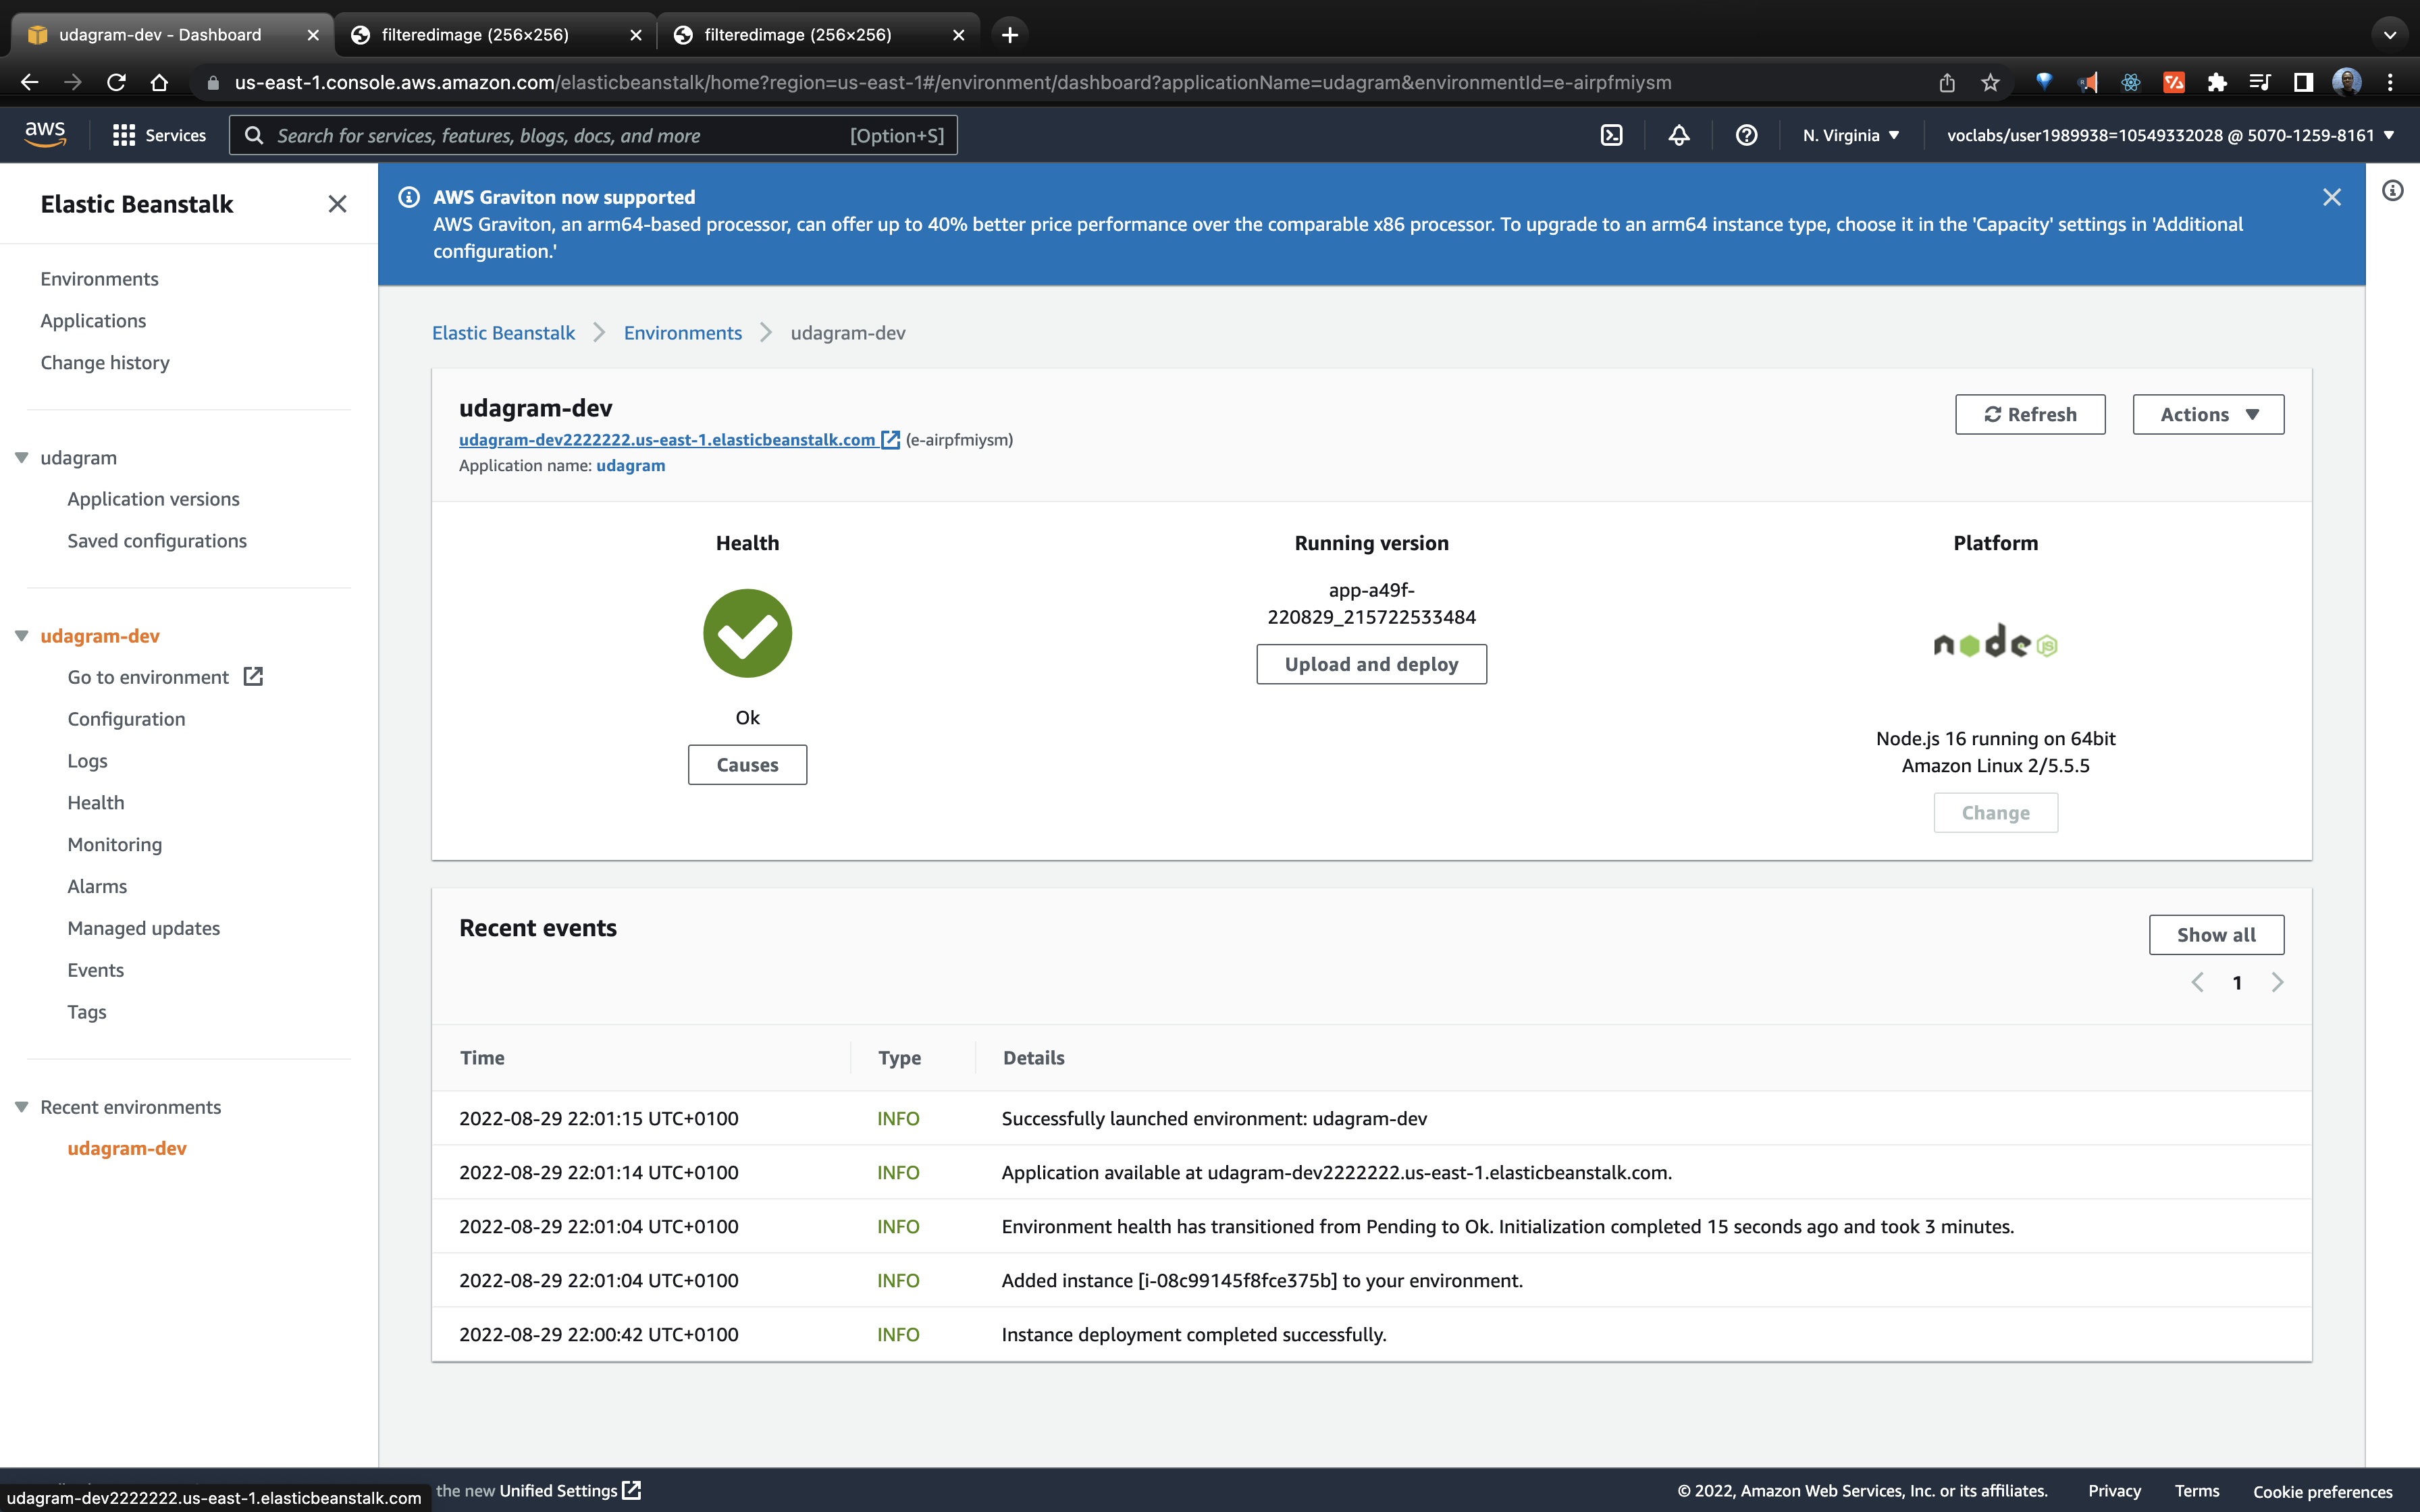 udagram-dev - Dashboard
filteredimage (256×256)
filteredimage (256×256)
us-east-1.console.aws.amazon.com/elasticbeanstalk/home?region=us-east-1#/environment/dashboard?applicationName=udagram&environmentId=e-airpfmiysm
aws
Services
Search for services, features, blogs, docs, and more
[Option+S]
N. Virginia
voclabs/user1989938=10549332028 @ 5070-1259-8161
Elastic Beanstalk
Environments
Applications
Change history
udagram
Application versions
Saved configurations
udagram-dev
Go to environment
Configuration
Logs
Health
Monitoring
Alarms
Managed updates
Events
Tags
Recent environments
udagram-dev
AWS Graviton now supported
AWS Graviton, an arm64-based processor, can offer up to 40% better price performance over the comparable x86 processor. To upgrade to an arm64 instance type, choose it in the 'Capacity' settings in 'Additional
configuration.'
Elastic Beanstalk
Environments
udagram-dev
udagram-dev
udagram-dev2222222.us-east-1.elasticbeanstalk.com (e-airpfmiysm)
Application name: udagram
Refresh
Actions
Health
Ok
Causes
Running version
app-a49f-
220829_215722533484
Upload and deploy
Platform
node JS
Node.js 16 running on 64bit
Amazon Linux 2/5.5.5
Change
Recent events
Show all
1
Time Type Details
2022-08-29 22:01:15 UTC+0100 INFO Successfully launched environment: udagram-dev
2022-08-29 22:01:14 UTC+0100 INFO Application available at udagram-dev2222222.us-east-1.elasticbeanstalk.com.
2022-08-29 22:01:04 UTC+0100 INFO Environment health has transitioned from Pending to Ok. Initialization completed 15 seconds ago and took 3 minutes.
2022-08-29 22:01:04 UTC+0100 INFO Added instance [i-08c99145f8fce375b] to your environment.
2022-08-29 22:00:42 UTC+0100 INFO Instance deployment completed successfully.
udagram-dev2222222.us-east-1.elasticbeanstalk.com
the new Unified Settings
© 2022, Amazon Web Services, Inc. or its affiliates.
Privacy
Terms
Cookie preferences